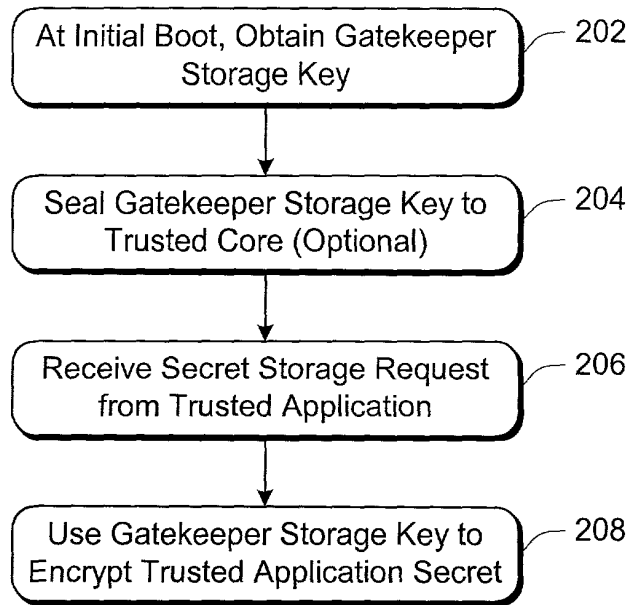 At Initial Boot, Obtain Gatekeeper
Storage Key
202
Seal Gatekeeper Storage Key to
Trusted Core (Optional)
204
Receive Secret Storage Request
from Trusted Application
206
Use Gatekeeper Storage Key to
Encrypt Trusted Application Secret
208